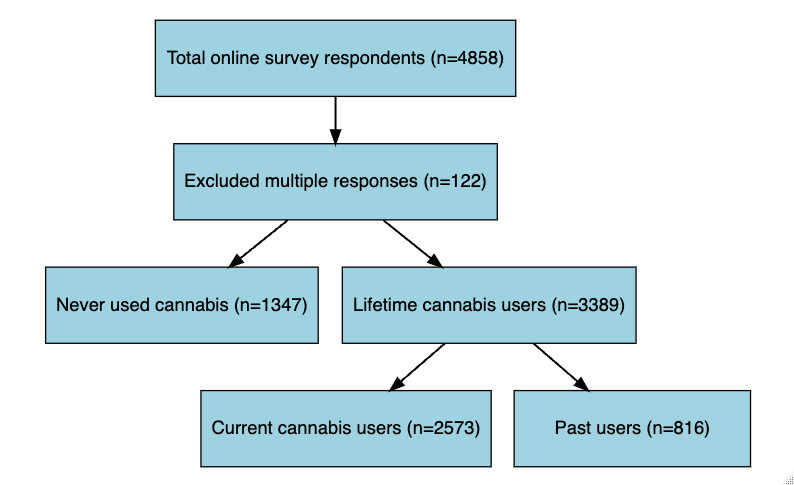 Total online survey respondents (n=4858)
Excluded multiple responses (n=122)
Never used cannabis (n=1347)
Lifetime cannabis users (n=3389)
Current cannabis users (n=2573)
Past users (n=816)